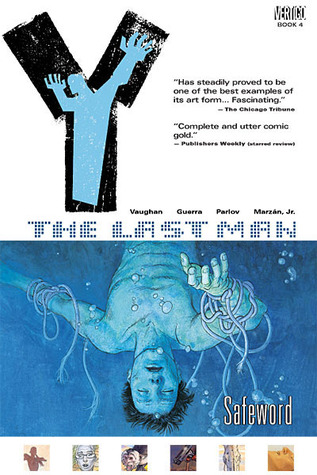 VERTIGO
BOOK 4
Y
“Has steadily proved to be
one of the best examples of
its art form... Fascinating.”
— The Chicago Tribune
“Complete and utter comic
gold.”
— Publishers Weekly (starred review)
Vaughan Guerra Parlov Marzán, Jr.
THE LAST MAN
Safeword